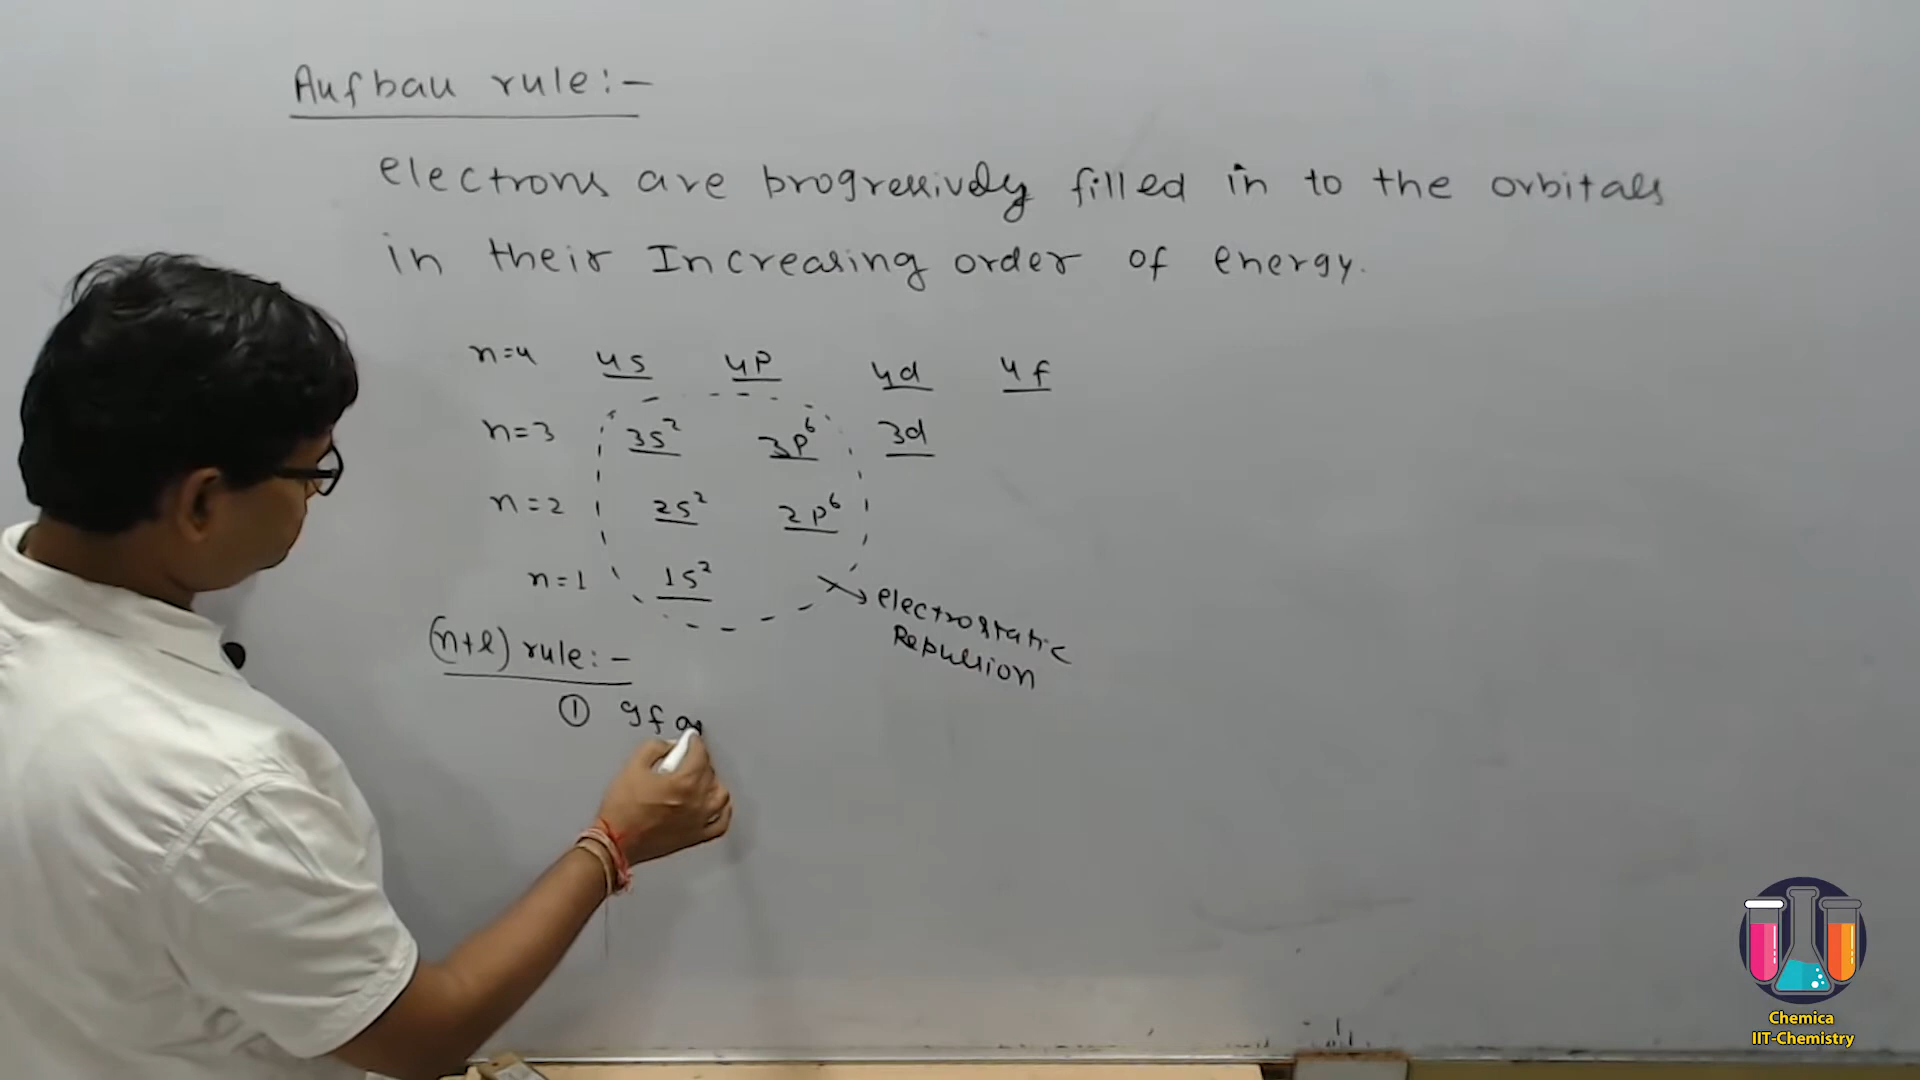 Aufbau rule:-
electrons are progressively filled in to the orbitals
in their Increasing order of energy.
n=4 4s 4p 4d 4f
n=3 3s² 3p⁶ 3d
n=2 2s² 2p⁶
n=1 1s²
electrostatic
Repulsion
(n+l) rule:-
① If
Chemica
IIT-Chemistry